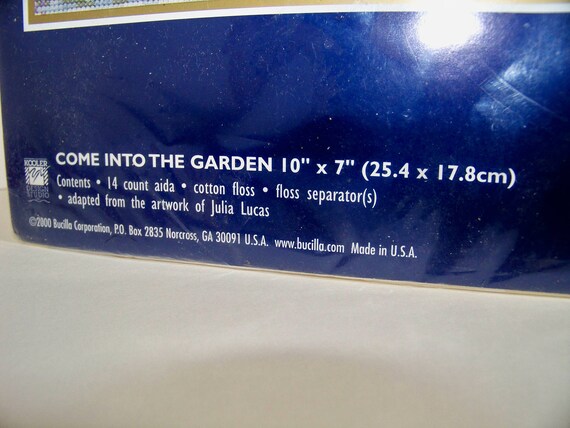 KOOLER
COME INTO THE GARDEN 10" x 7" (25.4 x 17.8cm)
Contents • 14 count aida • cotton floss • floss separator(s)
• adapted from the artwork of Julia Lucas
©2000 Bucilla Corporation, P.O. Box 2835 Norcross, GA 30091 U.S.A. www.bucilla.com Made in U.S.A.